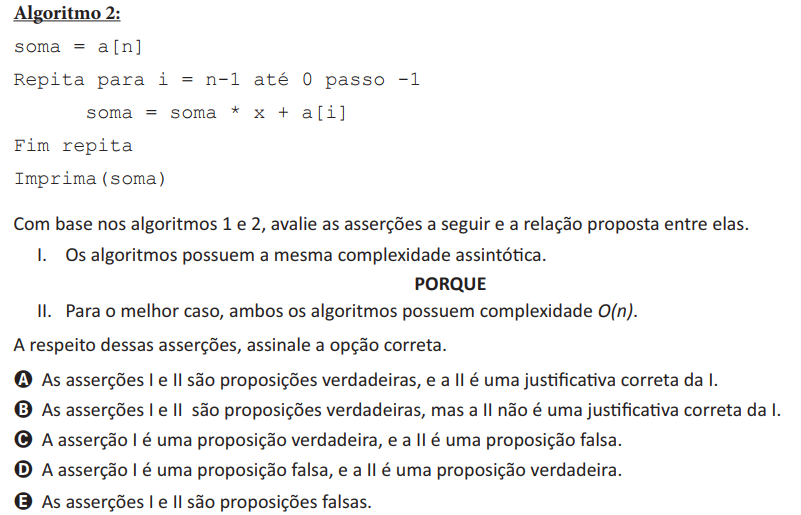 Algoritmo 2:
soma = a[n]
Repita para i = n-1 até 0 passo -1
soma = soma * x + a[i]
Fim repita
Imprima(soma)
Com base nos algoritmos 1 e 2, avalie as asserções a seguir e a relação proposta entre elas.
I. Os algoritmos possuem a mesma complexidade assintótica.
PORQUE
II. Para o melhor caso, ambos os algoritmos possuem complexidade O(n).
A respeito dessas asserções, assinale a opção correta.
A As asserções I e II são proposições verdadeiras, e a II é uma justificativa correta da I.
B As asserções I e II são proposições verdadeiras, mas a II não é uma justificativa correta da I.
C A asserção I é uma proposição verdadeira, e a II é uma proposição falsa.
D A asserção I é uma proposição falsa, e a II é uma proposição verdadeira.
E As asserções I e II são proposições falsas.